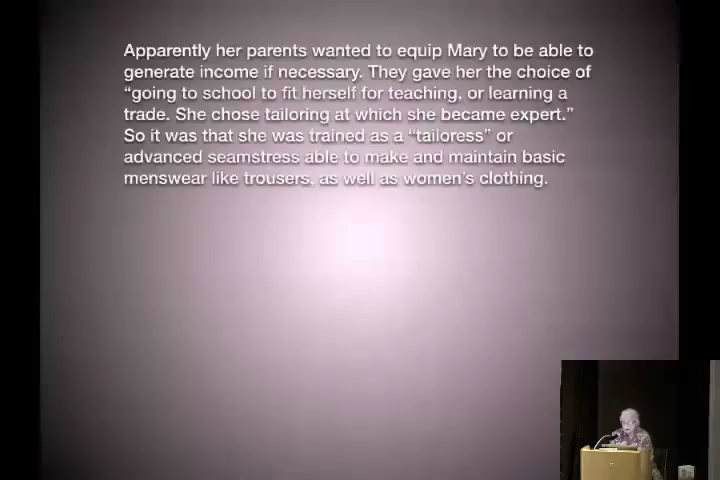 Apparently her parents wanted to equip Mary to be able to
generate income if necessary. They gave her the choice of
“going to school to fit herself for teaching, or learning a
trade. She chose tailoring at which she became expert.”
So it was that she was trained as a “tailoress” or
advanced seamstress able to make and maintain basic
menswear like trousers, as well as women’s clothing.